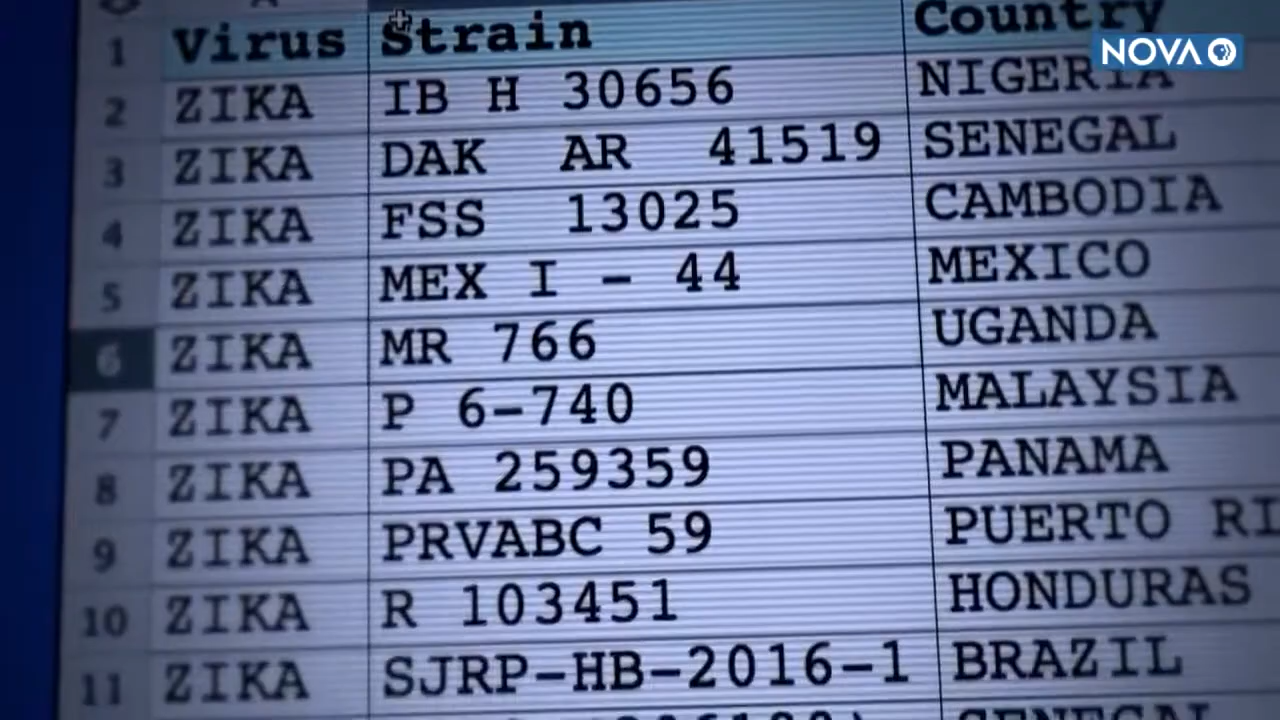 NOVA PBS
1 Virus Strain Country
2 ZIKA IB H 30656 NIGERIA
3 ZIKA DAK AR 41519 SENEGAL
4 ZIKA FSS 13025 CAMBODIA
5 ZIKA MEX I - 44 MEXICO
6 ZIKA MR 766 UGANDA
7 ZIKA P 6-740 MALAYSIA
8 ZIKA PA 259359 PANAMA
9 ZIKA PRVABC 59 PUERTO RI
10 ZIKA R 103451 HONDURAS
11 ZIKA SJRP-HB-2016-1 BRAZIL
SENEGAL